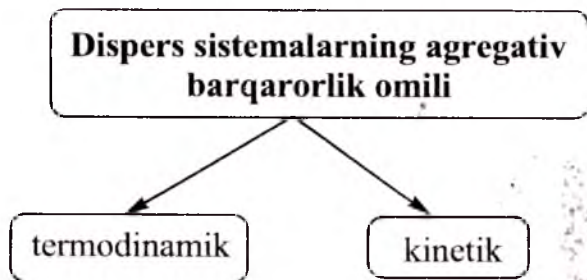 Dispers sistemalarning agregativ
barqarorlik omili
termodinamik
kinetik